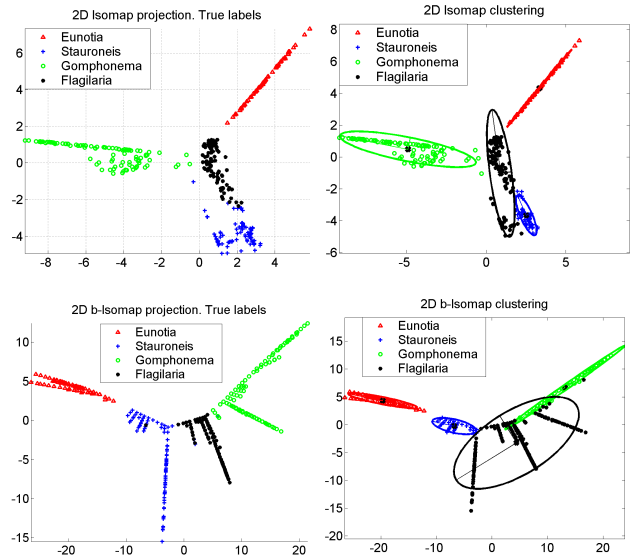 2D Isomap projection. True labels
Eunotia
Stauroneis
Gomphonema
Flagilaria
8
6
4
2
0
-2
-4
-8
-6
-4
-2
0
2
4
2D Isomap clustering
Eunotia
Stauroneis
Gomphonema
Flagilaria
8
6
4
2
0
-2
-4
-6
-5
0
5
2D b-Isomap projection. True labels
Eunotia
Stauroneis
Gomphonema
Flagilaria
10
5
0
-5
-10
-15
-20
-10
0
10
20
2D b-Isomap clustering
Eunotia
Stauroneis
Gomphonema
Flagilaria
15
10
5
0
-5
-10
-15
-20
-20
-10
0
10
20